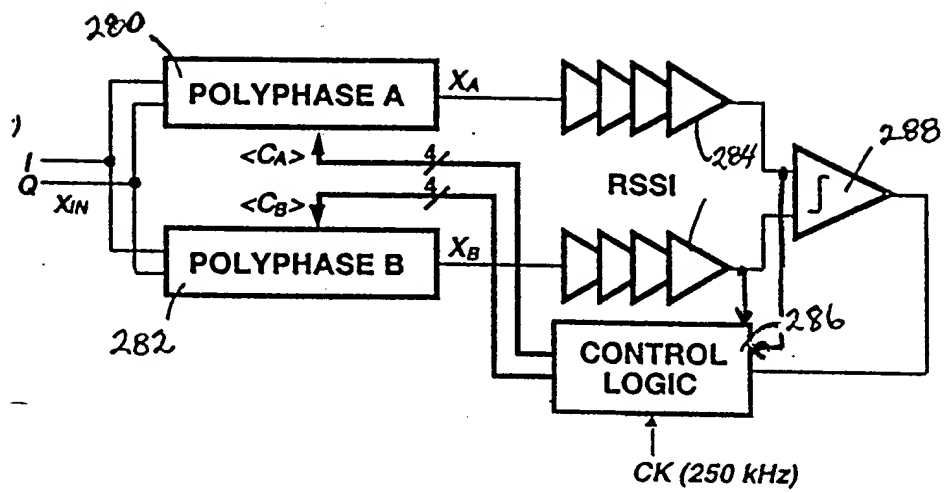 280
POLYPHASE A
XA
288
)
284
I
<CA>
4
Q
4
RSSI
XIN
<CB>
XB
POLYPHASE B
286
282
CONTROL
LOGIC
CK (250 kHz)